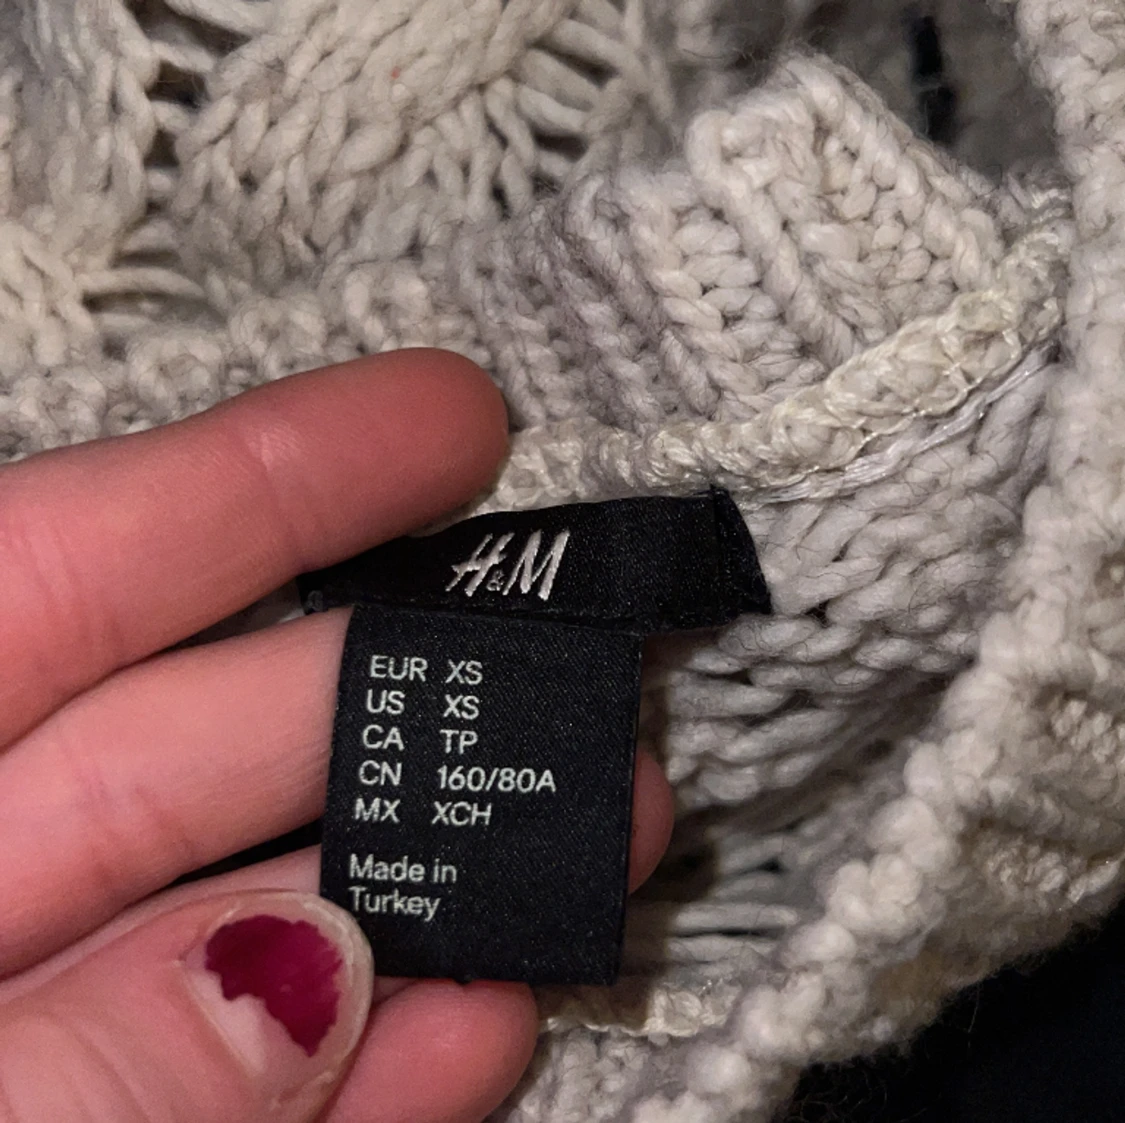 H&M
EUR XS
US XS
CA TP
CN 160/80A
MX XCH
Made in
Turkey